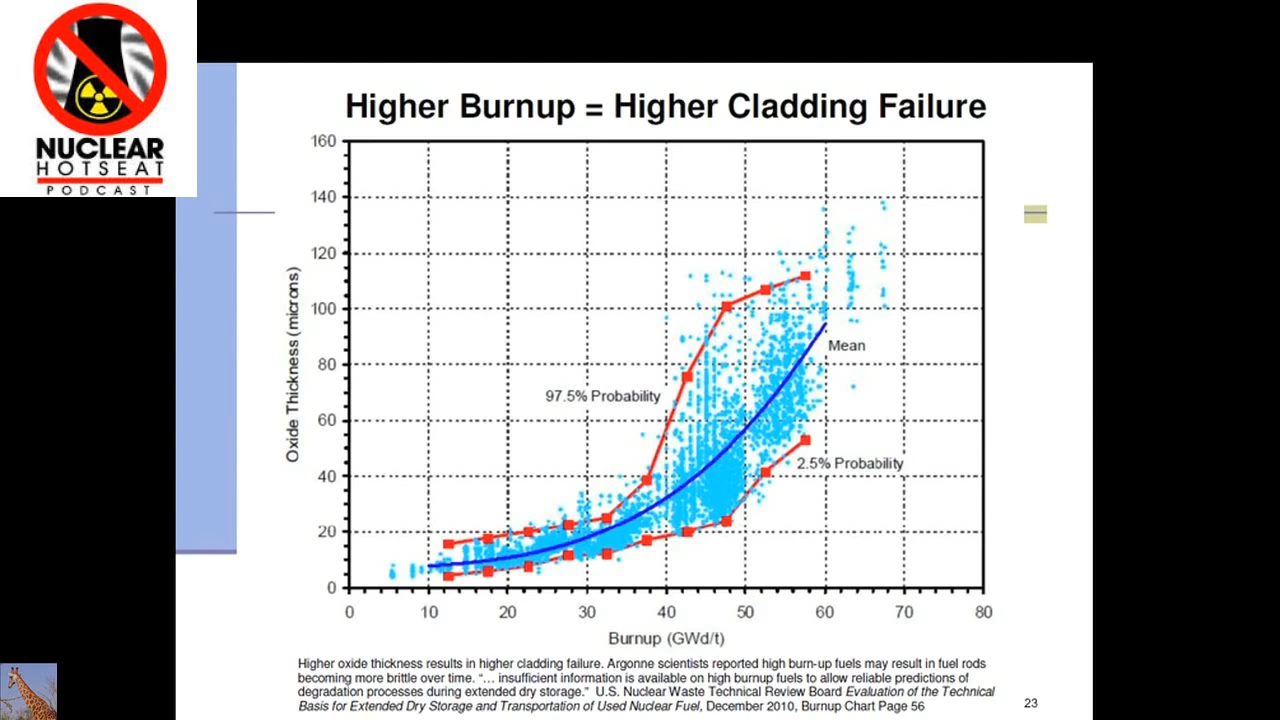 NUCLEAR
HOTSEAT
PODCAST
Higher Burnup = Higher Cladding Failure
160
140
120
100
80
60
40
20
0
Oxide Thickness (microns)
97.5% Probability
Mean
2.5% Probability
0 10 20 30 40 50 60 70 80
Burnup (GWd/t)
Higher oxide thickness results in higher cladding failure. Argonne scientists reported high burn-up fuels may result in fuel rods
becoming more brittle over time. “… insufficient information is available on high burnup fuels to allow reliable predictions of
degradation processes during extended dry storage.” U.S. Nuclear Waste Technical Review Board Evaluation of the Technical
Basis for Extended Dry Storage and Transportation of Used Nuclear Fuel, December 2010, Burnup Chart Page 56
23